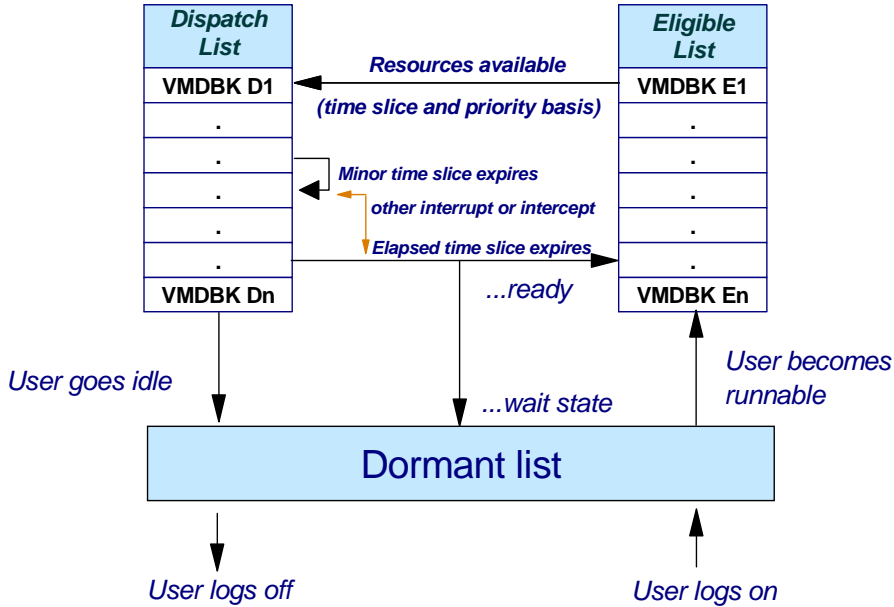 Dispatch
List
Eligible
List
VMDBK D1
Resources available
VMDBK E1
(time slice and priority basis)
.
.
.
.
.
.
.
.
.
.
Minor time slice expires
other interrupt or intercept
Elapsed time slice expires
VMDBK Dn
...ready
VMDBK En
User goes idle
User becomes
runnable
...wait state
Dormant list
User logs off
User logs on